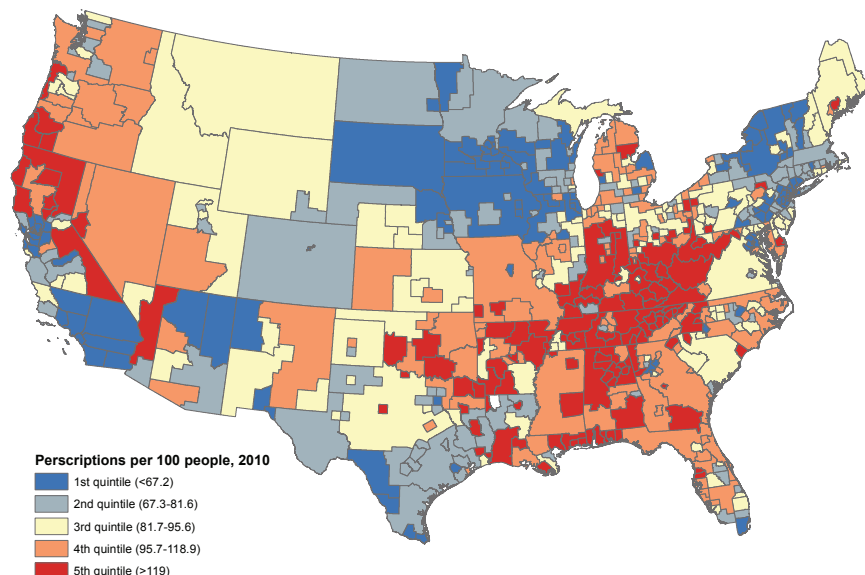 Perscriptions per 100 people, 2010
1st quintile (<67.2)
2nd quintile (67.3-81.6)
3rd quintile (81.7-95.6)
4th quintile (95.7-118.9)
5th quintile (>119)